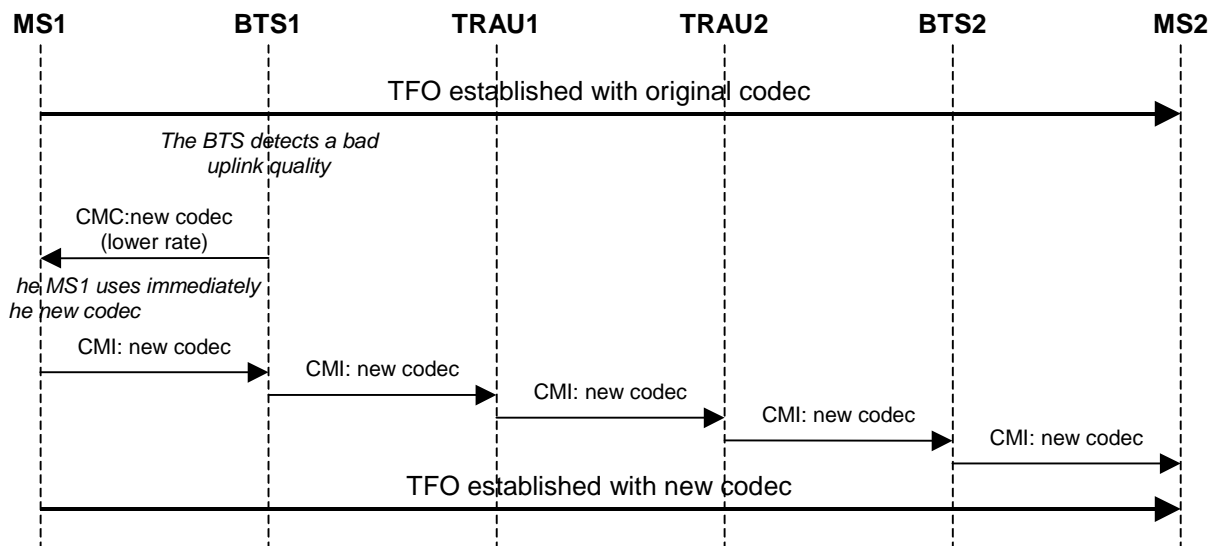 MS1 BTS1 TRAU1 TRAU2 BTS2 MS2
TFO established with original codec
The BTS detects a bad
uplink quality
CMC:new codec
(lower rate)
he MS1 uses immediately
he new codec
CMI: new codec
CMI: new codec
CMI: new codec
CMI: new codec
CMI: new codec
TFO established with new codec